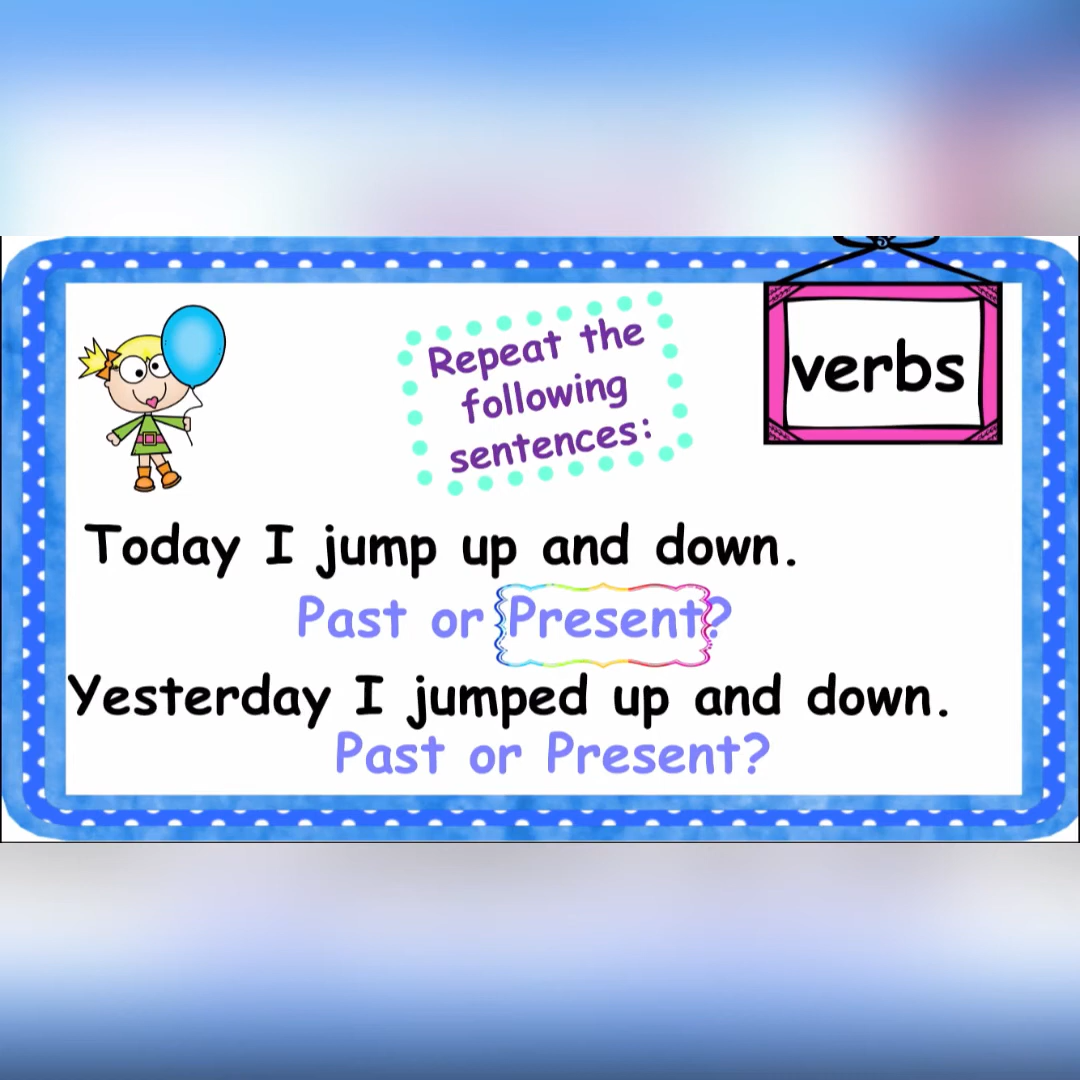 Repeat the
following
sentences:
verbs
Today I jump up and down.
Past or Present?
Yesterday I jumped up and down.
Past or Present?